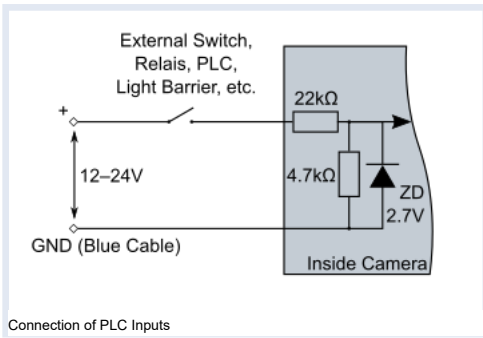 External Switch,
Relais, PLC,
Light Barrier, etc.
+
22kΩ
12–24V
4.7kΩ
ZD
2.7V
GND (Blue Cable)
Inside Camera
Connection of PLC Inputs